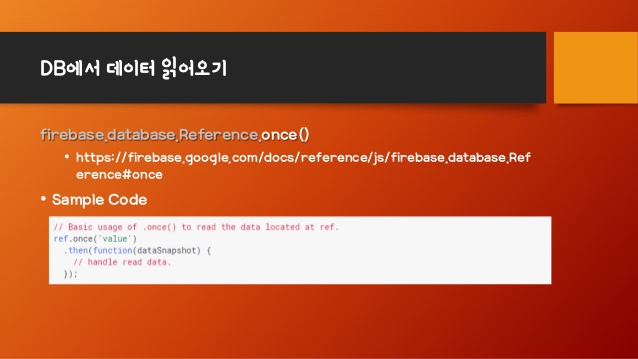 DB에서 데이터 읽어오기
firebase.database.Reference.once()
• https://firebase.google.com/docs/reference/js/firebase.database.Ref
erence#once
• Sample Code
// Basic usage of .once() to read the data located at ref.
ref.once('value')
  .then(function(dataSnapshot) {
    // handle read data.
  });